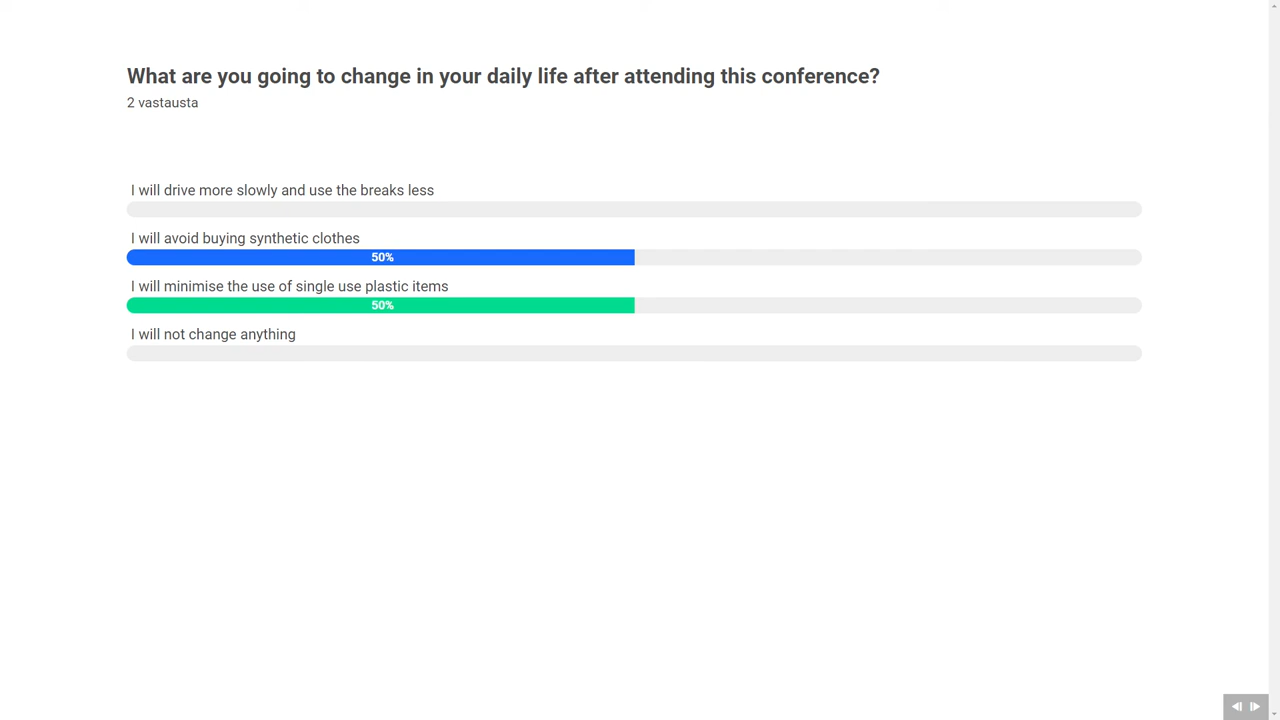 What are you going to change in your daily life after attending this conference?
2 vastausta
I will drive more slowly and use the breaks less
I will avoid buying synthetic clothes
50%
I will minimise the use of single use plastic items
50%
I will not change anything